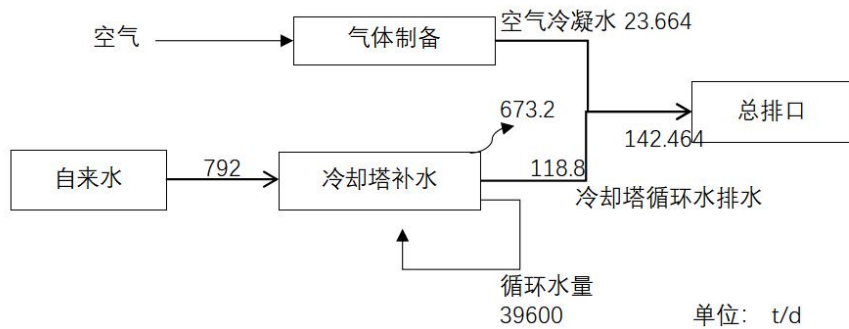 空气
气体制备
空气冷凝水 23.664
673.2
总排口
142.464
自来水
792
冷却塔补水
118.8
冷却塔循环水排水
循环水量
39600
单位： t/d